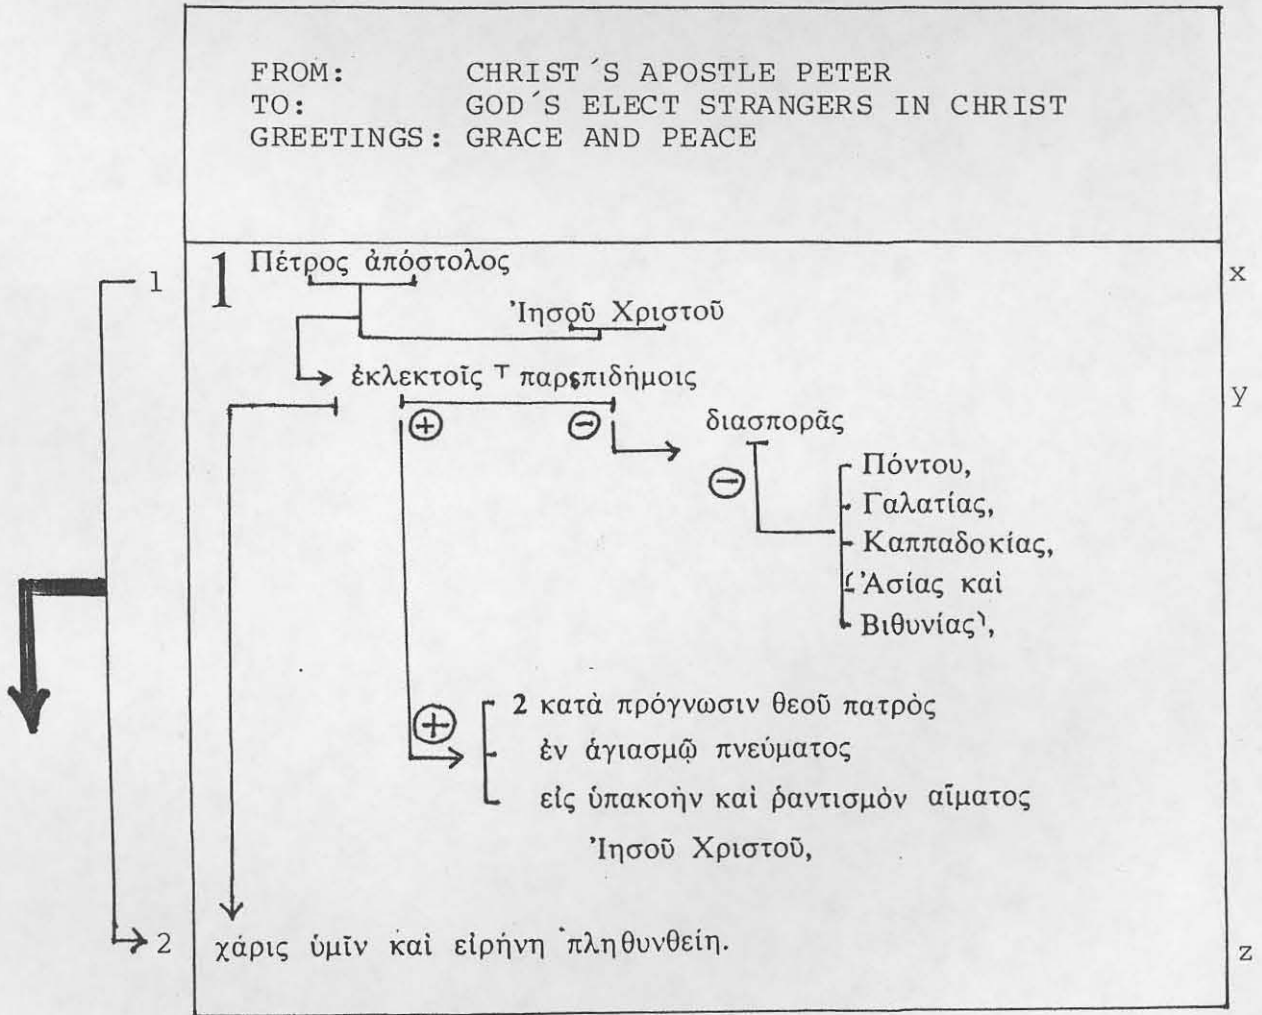 FROM: CHRIST´S APOSTLE PETER
TO: GOD´S ELECT STRANGERS IN CHRIST
GREETINGS: GRACE AND PEACE
1 1 Πέτρος ἀπόστολος x
Ἰησοῦ Χριστοῦ
ἐκλεκτοῖς ⸆ παρεπιδήμοις y
+ − διασπορᾶς
Πόντου,
−
Γαλατίας,
Καππαδοκίας,
⸂Ἀσίας καὶ
Βιθυνίας⸃,
+ 2 κατὰ πρόγνωσιν θεοῦ πατρὸς
ἐν ἁγιασμῷ πνεύματος
εἰς ὑπακοὴν καὶ ῥαντισμὸν αἵματος
Ἰησοῦ Χριστοῦ,
2 χάρις ὑμῖν καὶ εἰρήνη ⸀πληθυνθείη. z